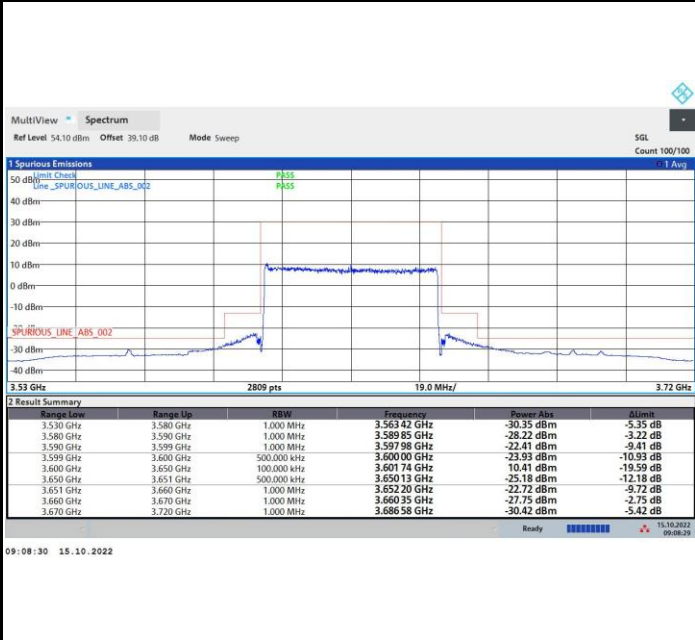 MultiView Spectrum
Ref Level 54.10 dBm Offset 39.10 dB Mode Sweep SGL
Count 100/100
1 Spurious Emissions 1 Avg
50 dBm Limit Check PASS
Line _SPURIOUS_LINE_ABS_002 PASS
40 dBm
30 dBm
20 dBm
10 dBm
0 dBm
-10 dBm
-20 dBm
SPURIOUS_LINE_ABS_002
-30 dBm
-40 dBm
3.53 GHz 2809 pts 19.0 MHz/ 3.72 GHz
2 Result Summary
Range Low Range Up RBW Frequency Power Abs ΔLimit
3.530 GHz 3.580 GHz 1.000 MHz 3.563 42 GHz -30.35 dBm -5.35 dB
3.580 GHz 3.590 GHz 1.000 MHz 3.589 85 GHz -28.22 dBm -3.22 dB
3.590 GHz 3.599 GHz 1.000 MHz 3.597 98 GHz -22.41 dBm -9.41 dB
3.599 GHz 3.600 GHz 500.000 kHz 3.600 00 GHz -23.93 dBm -10.93 dB
3.600 GHz 3.650 GHz 100.000 kHz 3.601 74 GHz 10.41 dBm -19.59 dB
3.650 GHz 3.651 GHz 500.000 kHz 3.650 13 GHz -25.18 dBm -12.18 dB
3.651 GHz 3.660 GHz 1.000 MHz 3.652 20 GHz -22.72 dBm -9.72 dB
3.660 GHz 3.670 GHz 1.000 MHz 3.660 35 GHz -27.75 dBm -2.75 dB
3.670 GHz 3.720 GHz 1.000 MHz 3.686 58 GHz -30.42 dBm -5.42 dB
Ready 15.10.2022
09:08:29
09:08:30 15.10.2022